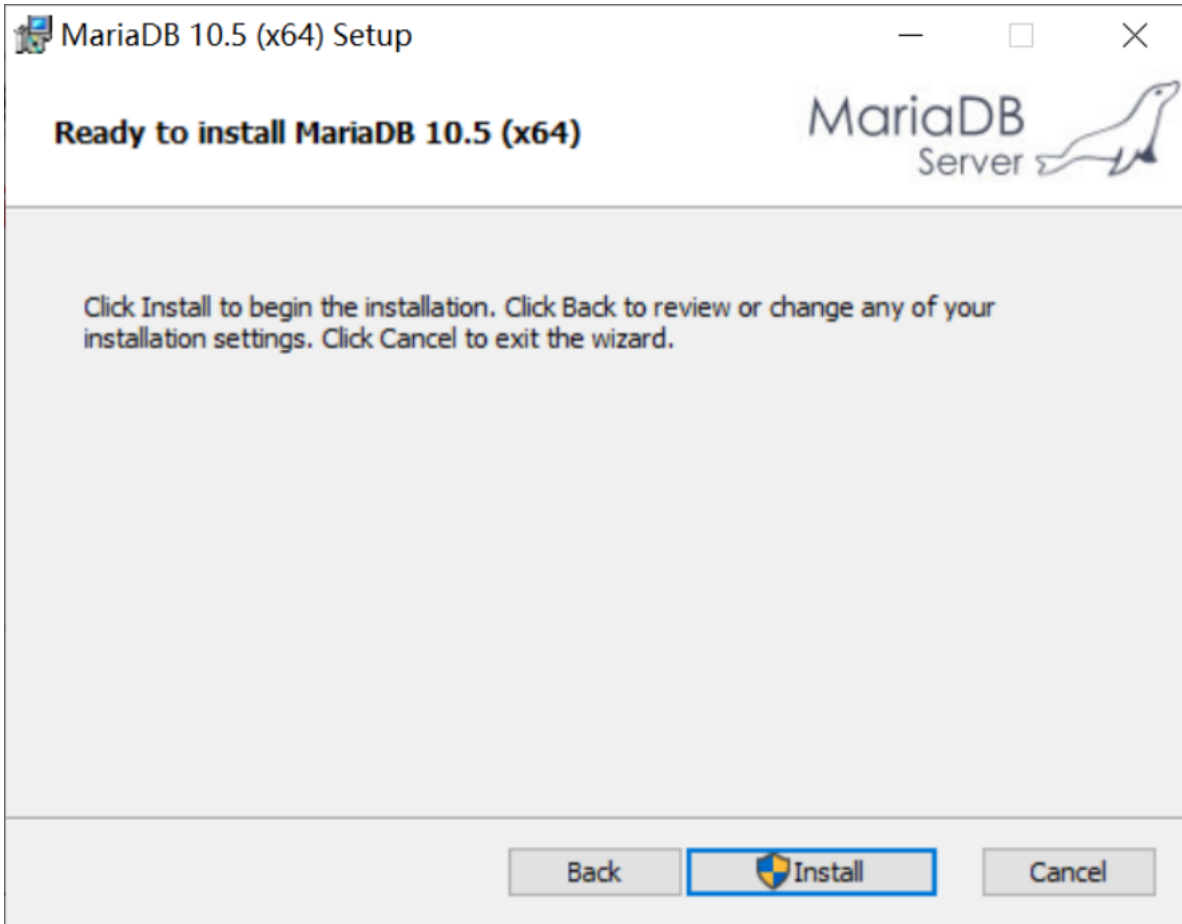 MariaDB 10.5 (x64) Setup
Ready to install MariaDB 10.5 (x64)
MariaDB
Server
Click Install to begin the installation. Click Back to review or change any of your
installation settings. Click Cancel to exit the wizard.
Back
Install
Cancel